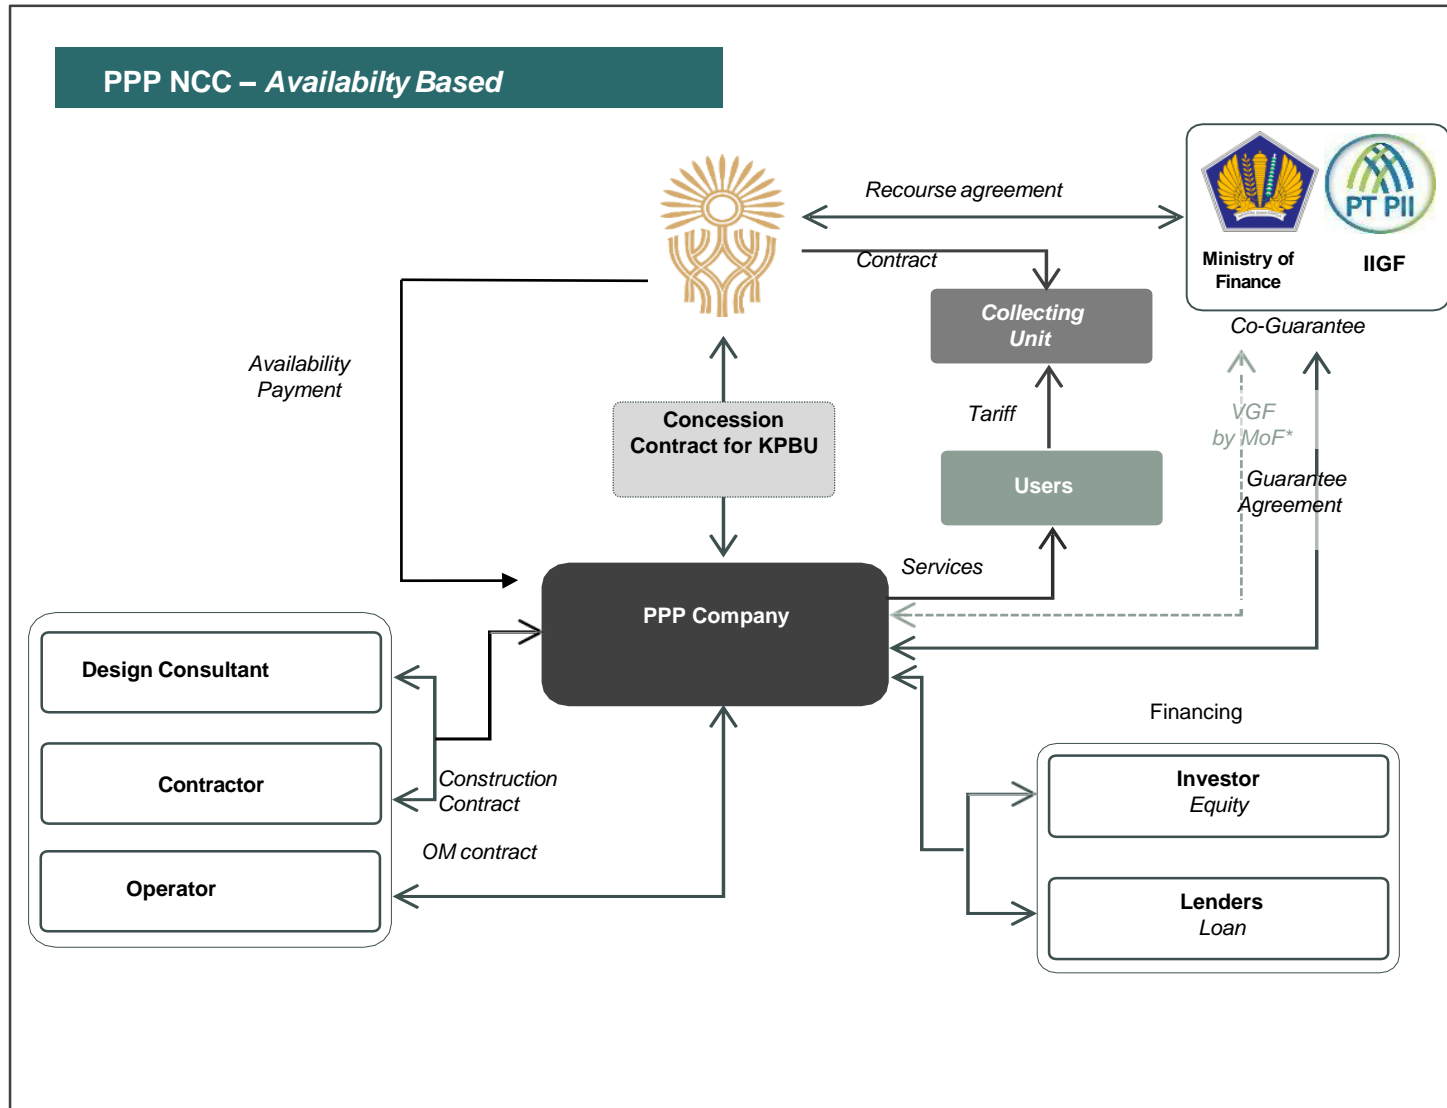 PPP NCC – Availabilty Based
Recourse agreement
PT PII
Ministry of
Finance
IIGF
Contract
Collecting
Unit
Co-Guarantee
Availability
Payment
Concession
Contract for KPBU
Tariff
VGF
by MoF*
Users
Guarantee
Agreement
Services
PPP Company
Design Consultant
Financing
Contractor
Construction
Contract
Investor
Equity
OM contract
Operator
Lenders
Loan